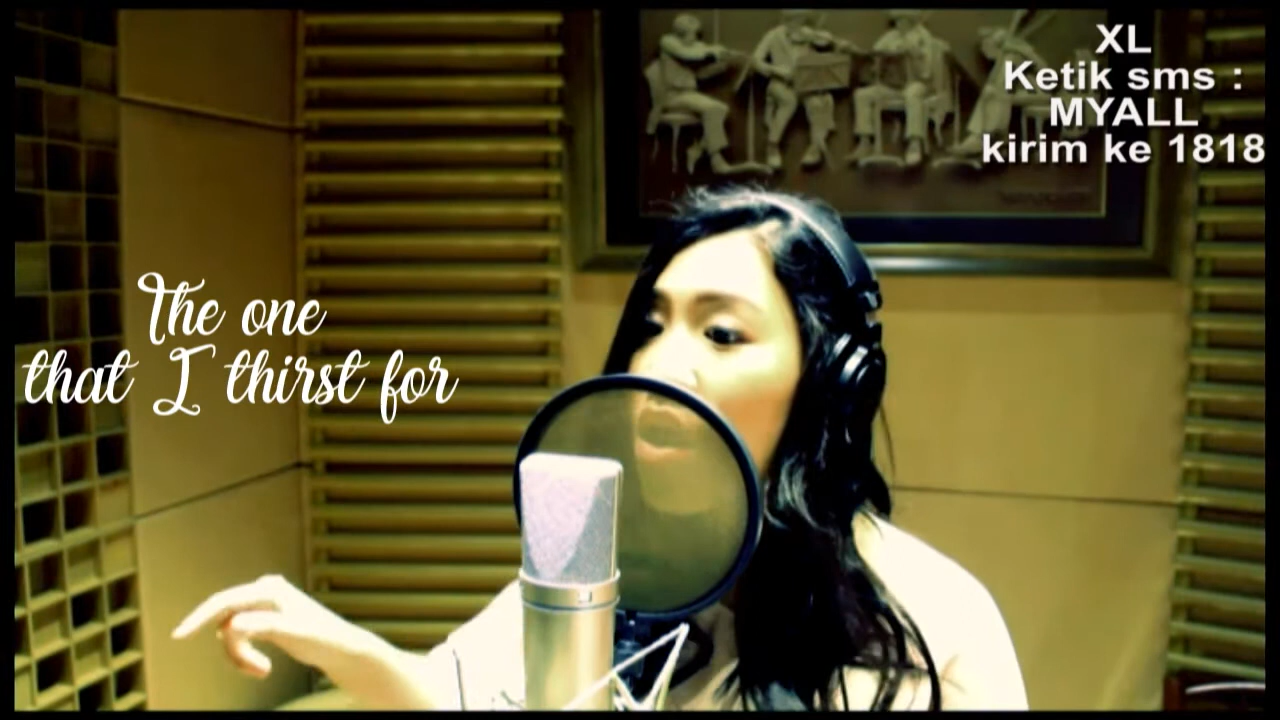 XL
Ketik sms :
MYALL
kirim ke 1818
The one
that I thirst for